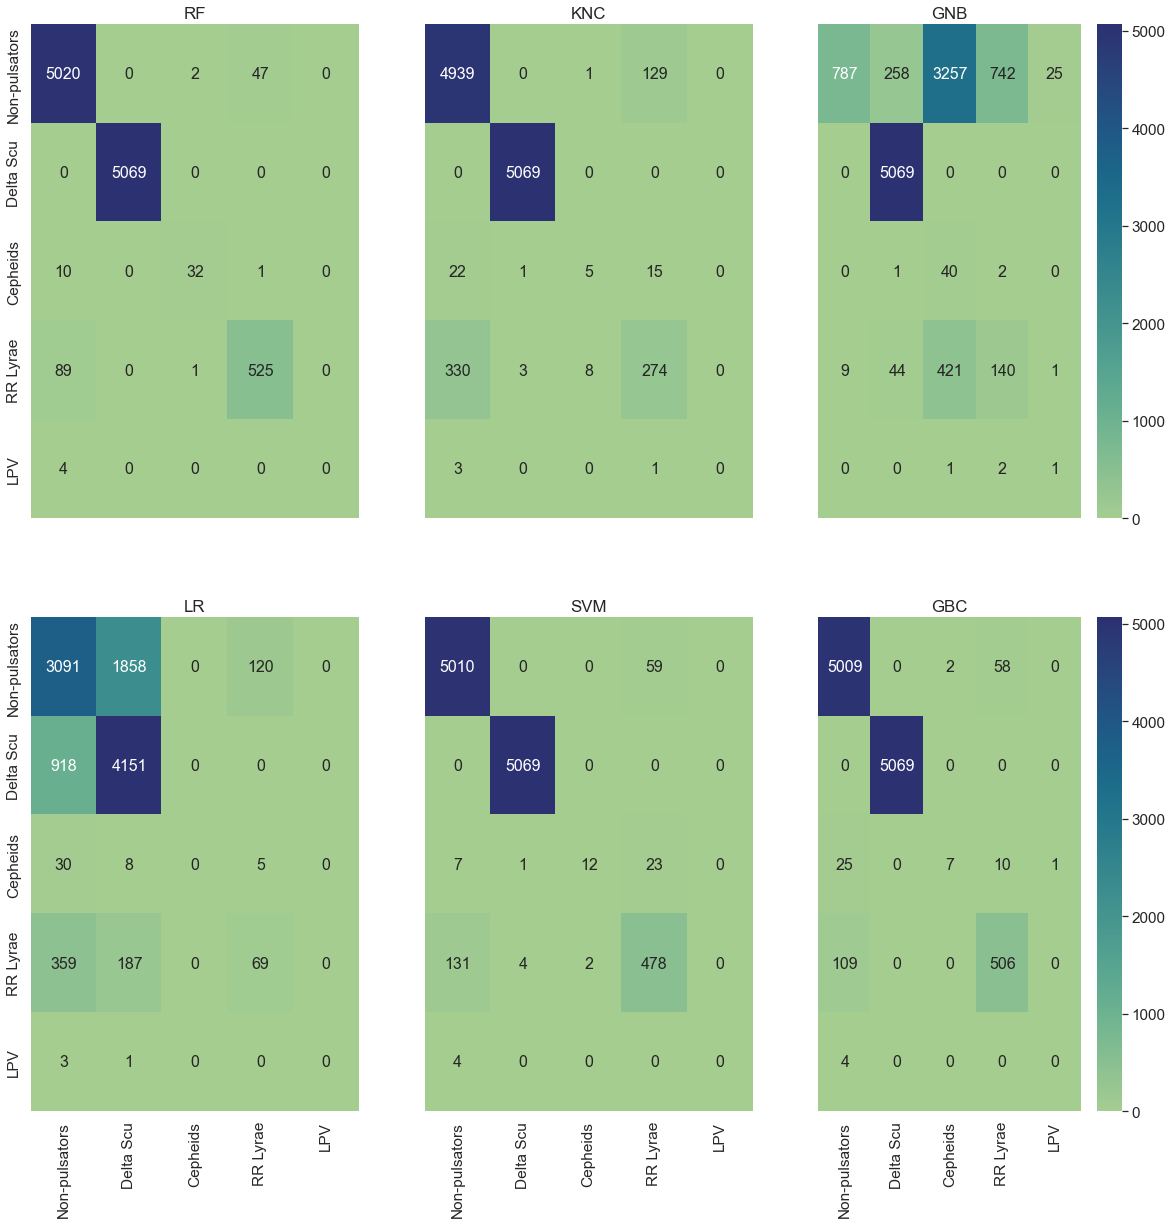 RF KNC GNB
Non-pulsators 5020 0 2 47 0 4939 0 1 129 0 787 258 3257 742 25
Delta Scu 0 5069 0 0 0 0 5069 0 0 0 0 5069 0 0 0
Cepheids 10 0 32 1 0 22 1 5 15 0 0 1 40 2 0
RR Lyrae 89 0 1 525 0 330 3 8 274 0 9 44 421 140 1
LPV 4 0 0 0 0 3 0 0 1 0 0 0 1 2 1
5000
4000
3000
2000
1000
0
LR SVM GBC
Non-pulsators 3091 1858 0 120 0 5010 0 0 59 0 5009 0 2 58 0
Delta Scu 918 4151 0 0 0 0 5069 0 0 0 0 5069 0 0 0
Cepheids 30 8 0 5 0 7 1 12 23 0 25 0 7 10 1
RR Lyrae 359 187 0 69 0 131 4 2 478 0 109 0 0 506 0
LPV 3 1 0 0 0 4 0 0 0 0 4 0 0 0 0
5000
4000
3000
2000
1000
0
Non-pulsators Delta Scu Cepheids RR Lyrae LPV Non-pulsators Delta Scu Cepheids RR Lyrae LPV Non-pulsators Delta Scu Cepheids RR Lyrae LPV